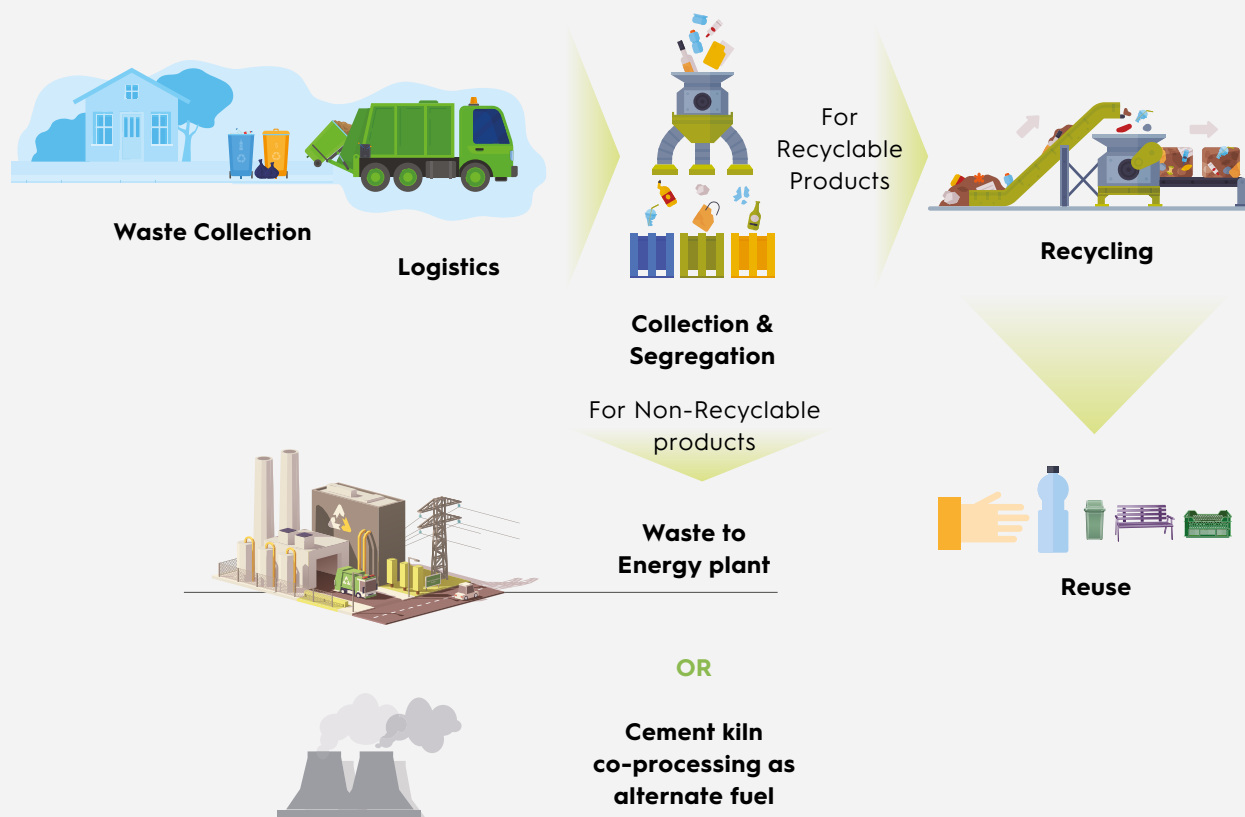 Waste Collection
Logistics
Collection &
Segregation
For
Recyclable
Products
Recycling
For Non-Recyclable
products
Waste to
Energy plant
Reuse
OR
Cement kiln
co-processing as
alternate fuel